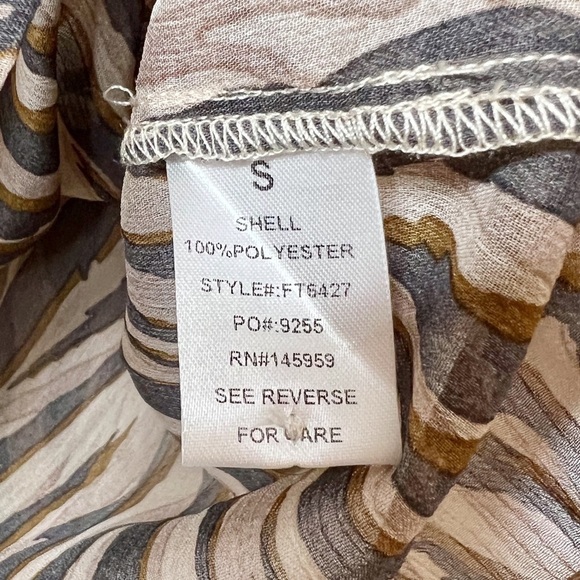 S
SHELL
100%POLYESTER
STYLE#:FT6427
PO#:9255
RN#145959
SEE REVERSE
FOR CARE